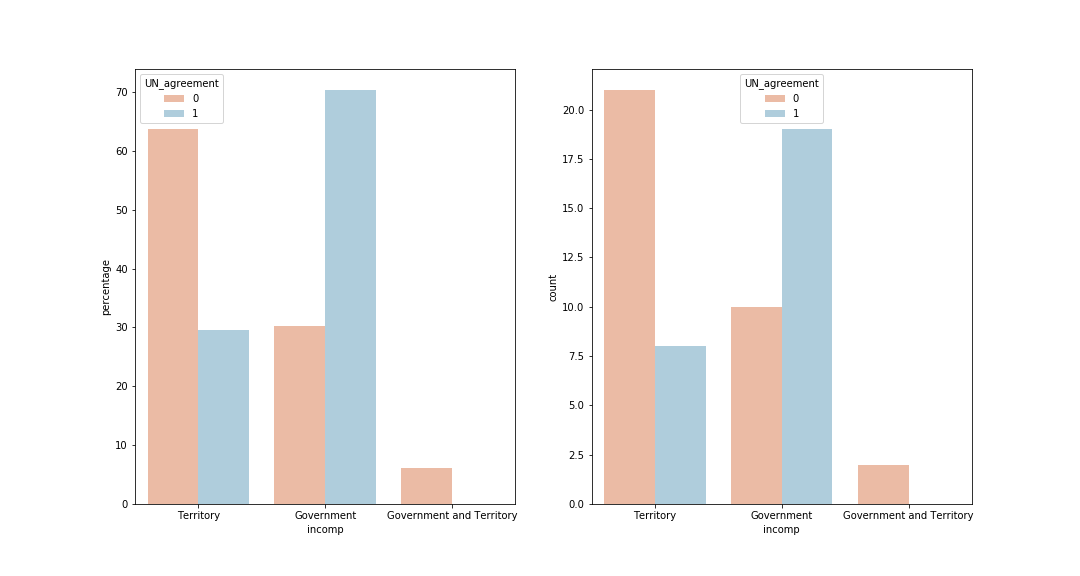 UN_agreement
0
1
70
60
50
40
30
20
10
0
percentage
Territory
Government
Government and Territory
incomp
UN_agreement
0
1
20.0
17.5
15.0
12.5
10.0
7.5
5.0
2.5
0.0
count
Territory
Government
Government and Territory
incomp